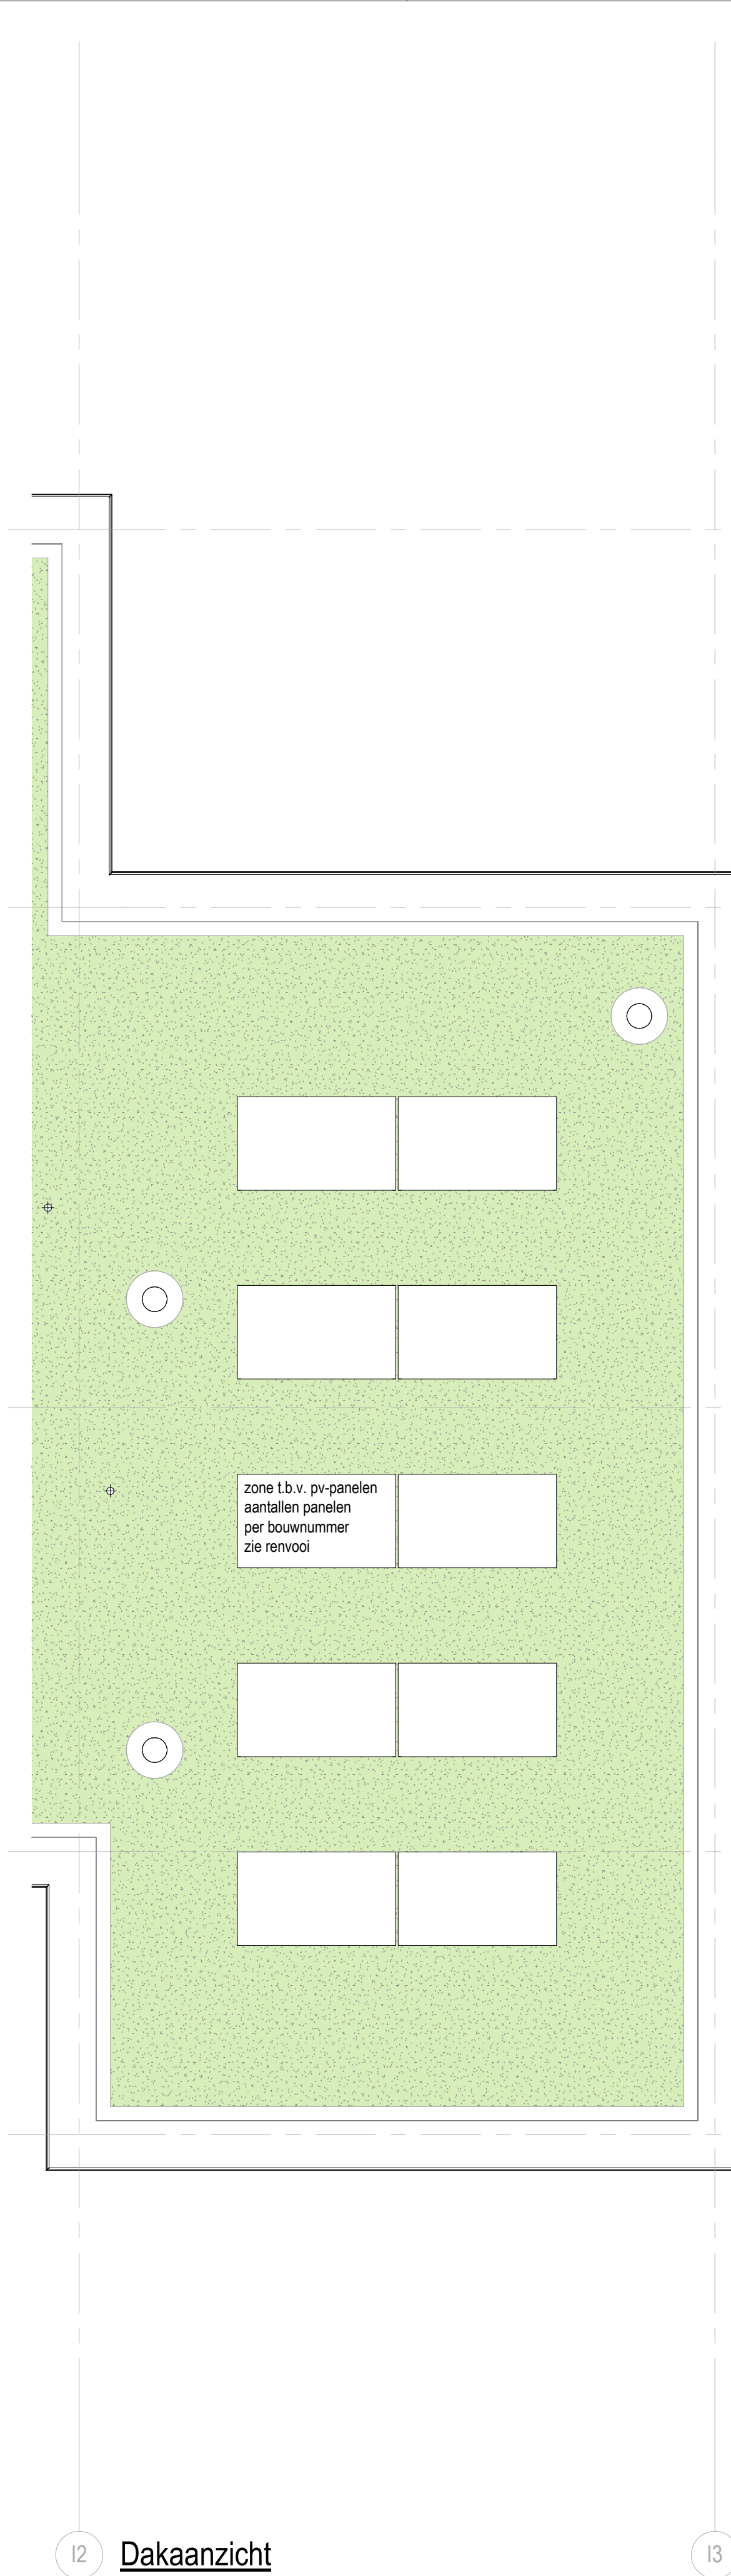 zone t.b.v. pv-panelen
aantallen panelen
per bouwnummer
zie renvooi
I2 Dakaanzicht I3